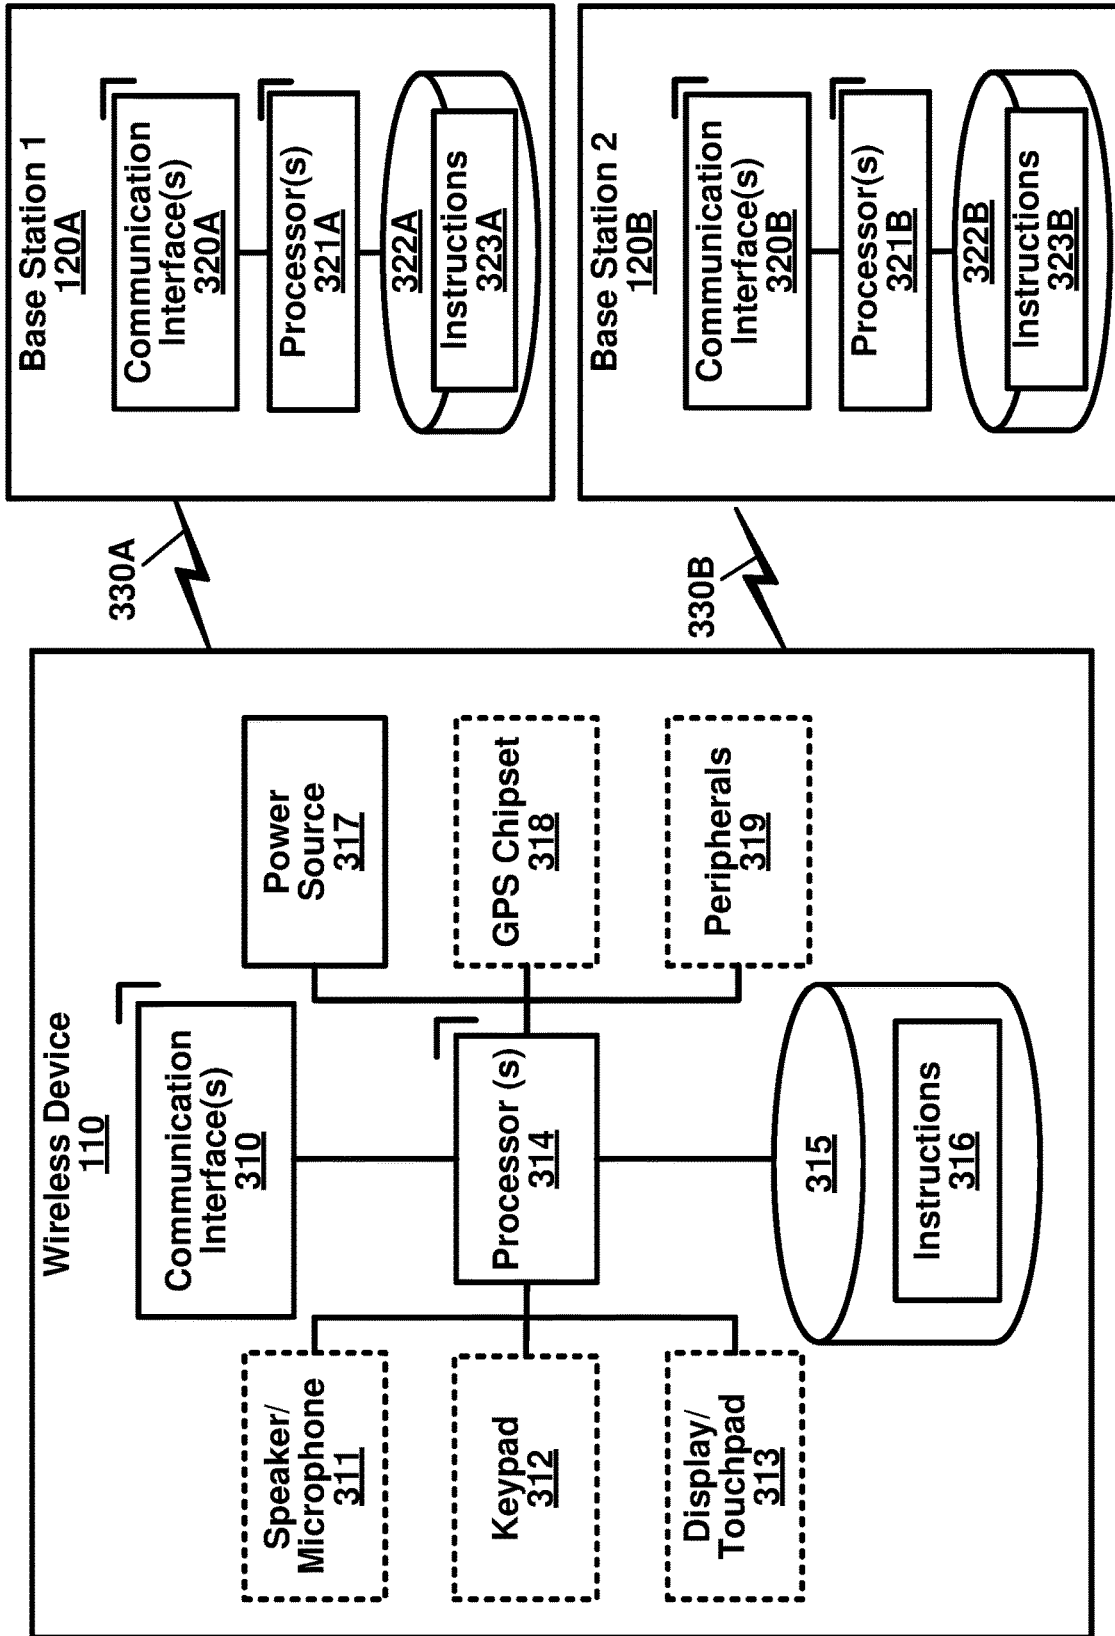 Wireless Device
110
Communication
Interface(s)
310
Speaker/
Microphone
311
Keypad
312
Display/
Touchpad
313
Processor (s)
314
315
Instructions
316
Power
Source
317
GPS Chipset
318
Peripherals
319
330A
330B
Base Station 1
120A
Communication
Interface(s)
320A
Processor(s)
321A
322A
Instructions
323A
Base Station 2
120B
Communication
Interface(s)
320B
Processor(s)
321B
322B
Instructions
323B